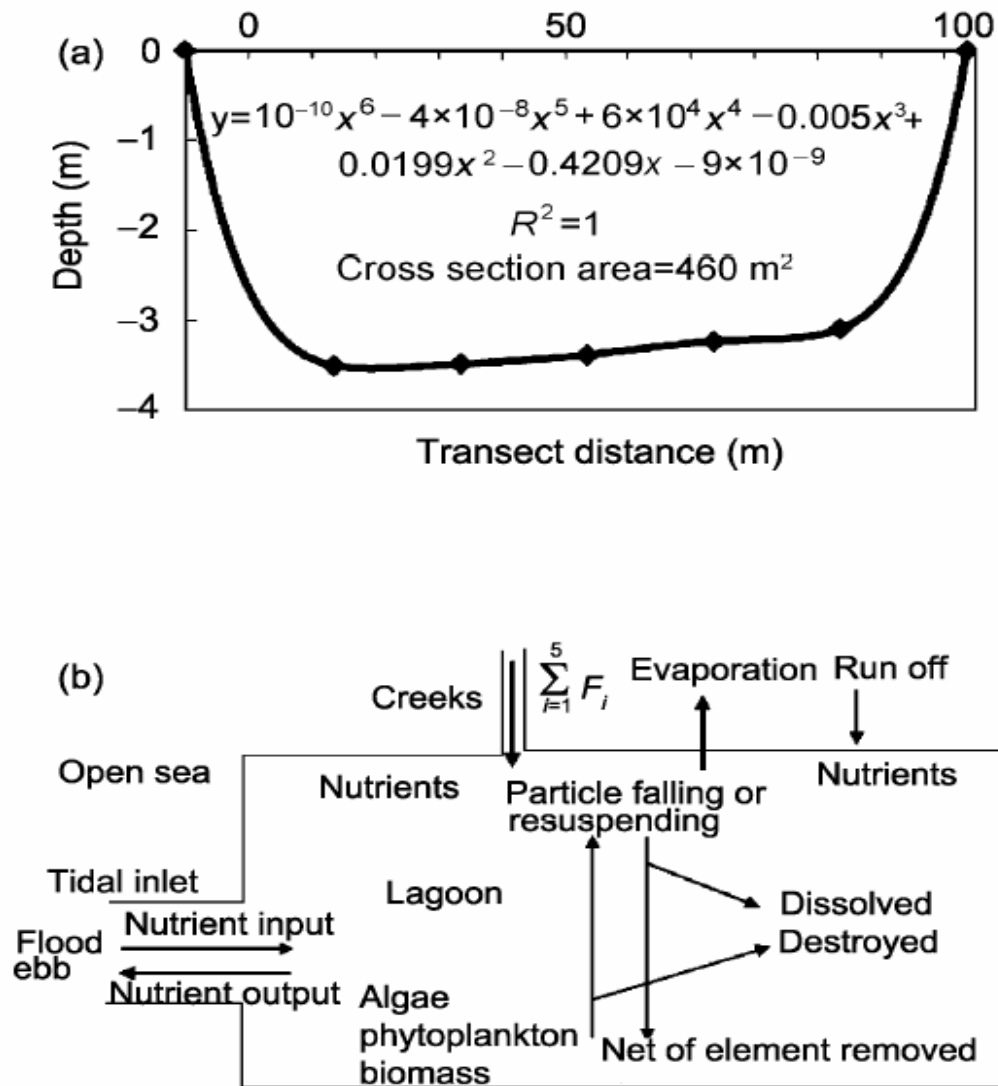 (a)
0 50 100
0
−1
−2
−3
−4
Depth (m)
y=10⁻¹⁰x⁶ − 4×10⁻⁸x⁵ + 6×10⁴x⁴ − 0.005x³+
0.0199x² − 0.4209x − 9×10⁻⁹
R²=1
Cross section area=460 m²
Transect distance (m)
(b)
Creeks
5
∑ Fᵢ
i=1
Evaporation
Run off
Open sea
Nutrients
Particle falling or
resuspending
Nutrients
Tidal inlet
Lagoon
Dissolved
Destroyed
Nutrient input
Flood
ebb
Nutrient output
Algae
phytoplankton
biomass
Net of element removed